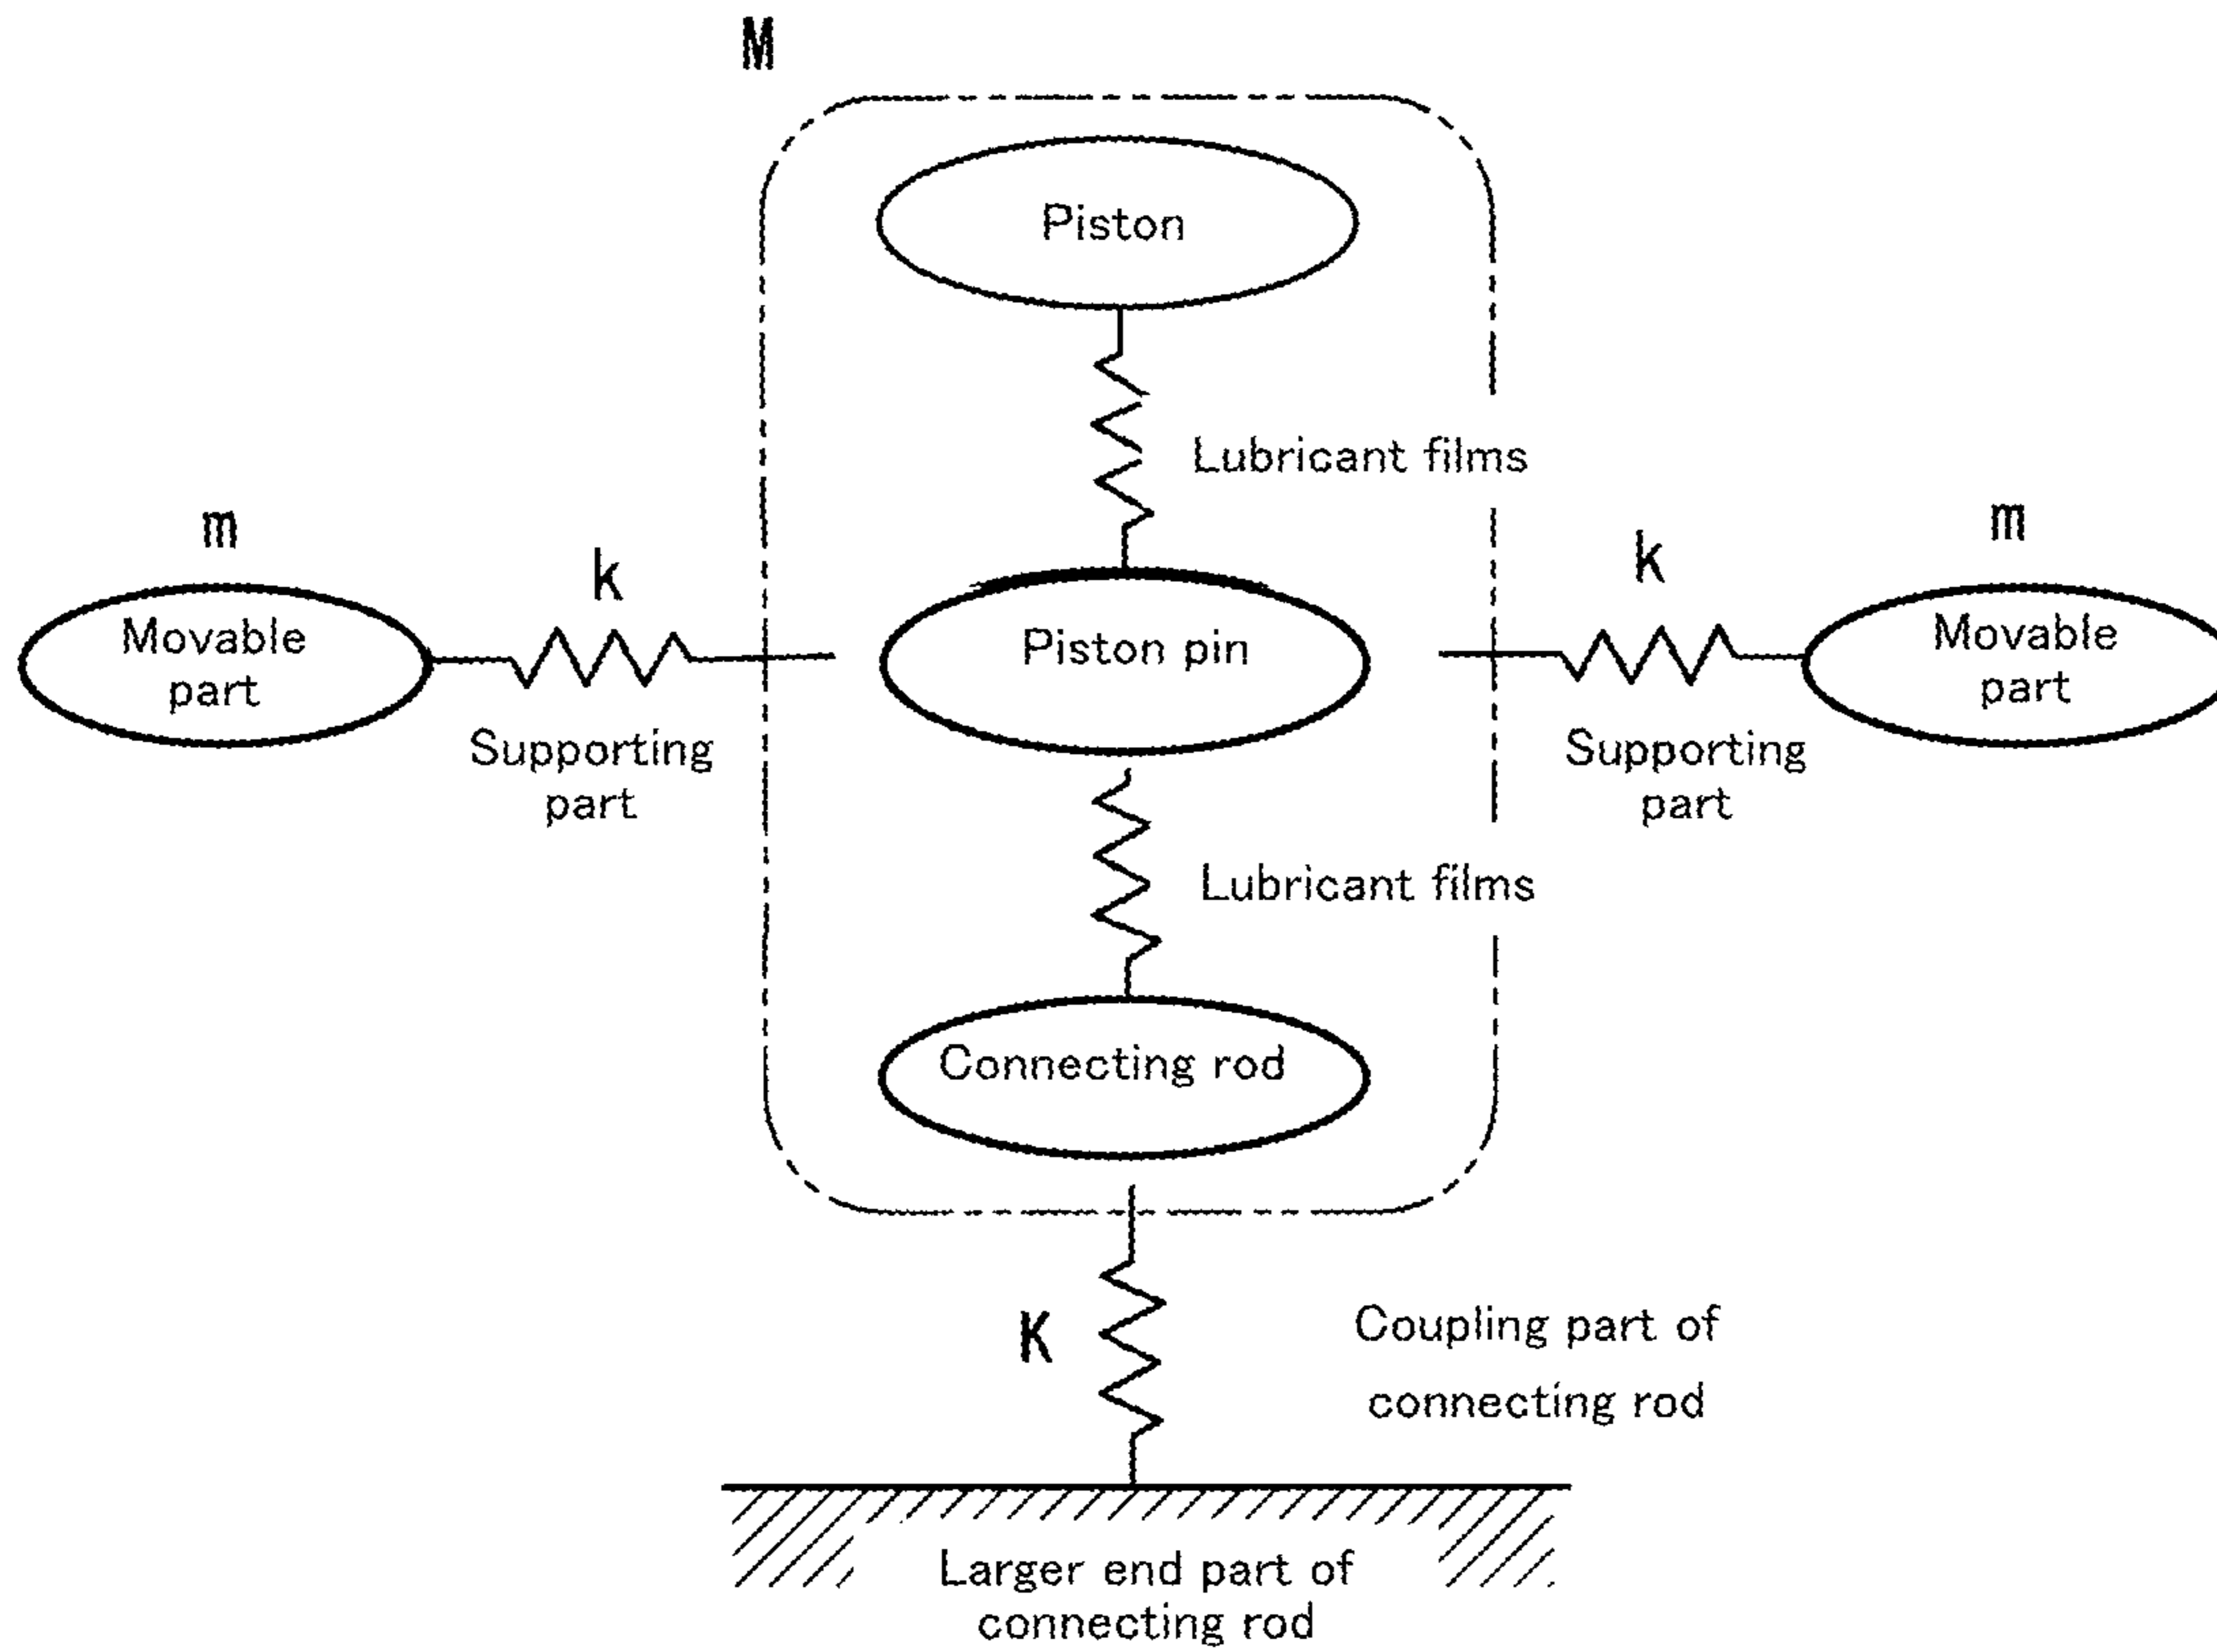 M
Piston
Lubricant films
m
k
k
m
Movable
part
Piston pin
Movable
part
Supporting
part
Supporting
part
Lubricant films
Connecting rod
K
Coupling part of
connecting rod
Larger end part of
connecting rod